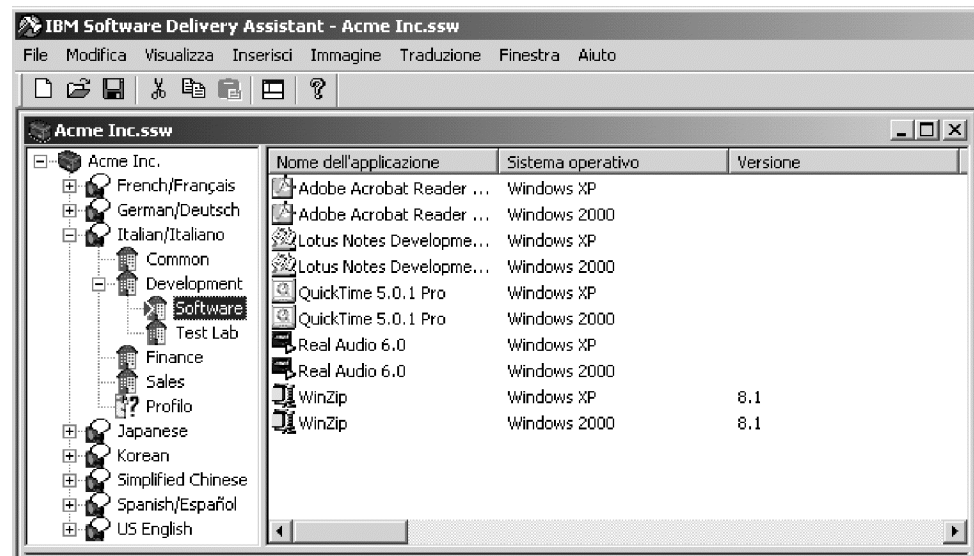 IBM Software Delivery Assistant - Acme Inc.ssw
File Modifica Visualizza Inserisci Immagine Traduzione Finestra Aiuto
Acme Inc.ssw
Acme Inc.
French/Français
German/Deutsch
Italian/Italiano
Common
Development
Software
Test Lab
Finance
Sales
Profilo
Japanese
Korean
Simplified Chinese
Spanish/Español
US English
Nome dell'applicazione Sistema operativo Versione
Adobe Acrobat Reader ... Windows XP
Adobe Acrobat Reader ... Windows 2000
Lotus Notes Developme... Windows XP
Lotus Notes Developme... Windows 2000
QuickTime 5.0.1 Pro Windows XP
QuickTime 5.0.1 Pro Windows 2000
Real Audio 6.0 Windows XP
Real Audio 6.0 Windows 2000
WinZip Windows XP 8.1
WinZip Windows 2000 8.1